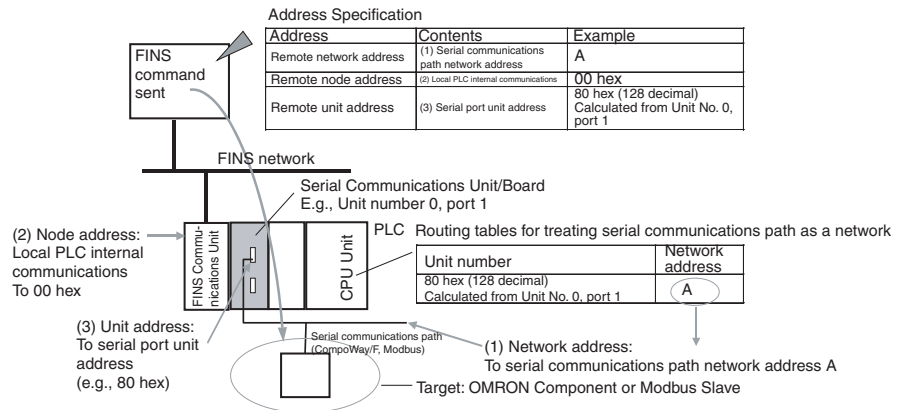 Address Specification
Address Contents Example
Remote network address (1) Serial communications path network address A
Remote node address (2) Local PLC internal communications 00 hex
Remote unit address (3) Serial port unit address 80 hex (128 decimal) Calculated from Unit No. 0, port 1
FINS
command
sent
FINS network
Serial Communications Unit/Board
E.g., Unit number 0, port 1
(2) Node address:
Local PLC internal
communications
To 00 hex
FINS Commu-
nications Unit
CPU Unit
PLC
Routing tables for treating serial communications path as a network
Unit number Network address
80 hex (128 decimal)
Calculated from Unit No. 0, port 1 A
(3) Unit address:
To serial port unit
address
(e.g., 80 hex)
Serial communications path
(CompoWay/F, Modbus)
(1) Network address:
To serial communications path network address A
Target: OMRON Component or Modbus Slave